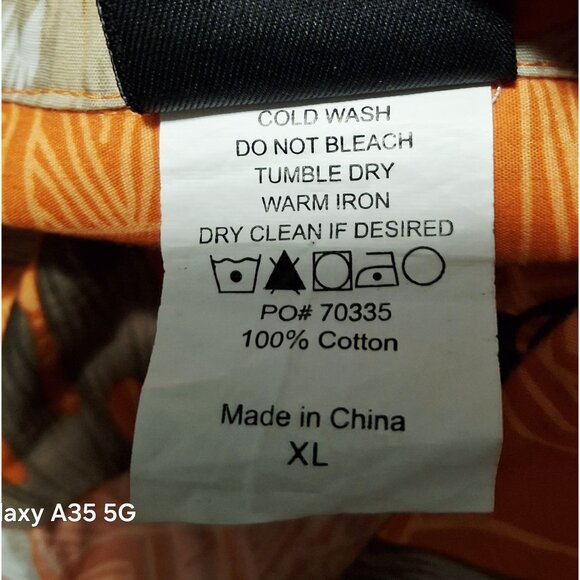 COLD WASH
DO NOT BLEACH
TUMBLE DRY
WARM IRON
DRY CLEAN IF DESIRED
PO# 70335
100% Cotton
Made in China
XL
laxy A35 5G